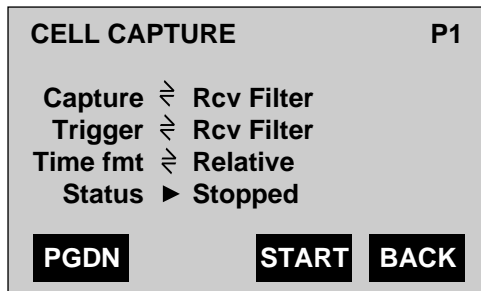 CELL CAPTURE P1
Capture ⇌ Rcv Filter
Trigger ⇌ Rcv Filter
Time fmt ⇌ Relative
Status ► Stopped
PGDN START BACK